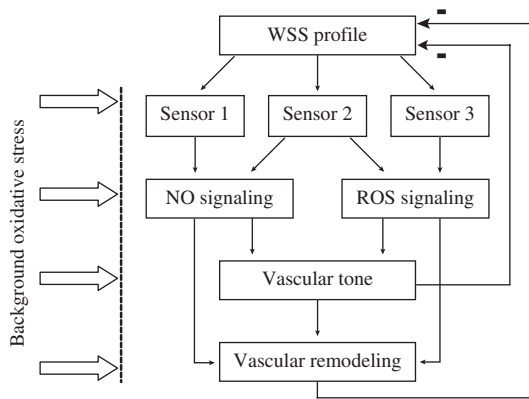 WSS profile
Sensor 1
Sensor 2
Sensor 3
NO signaling
ROS signaling
Vascular tone
Vascular remodeling
Background oxidative stress